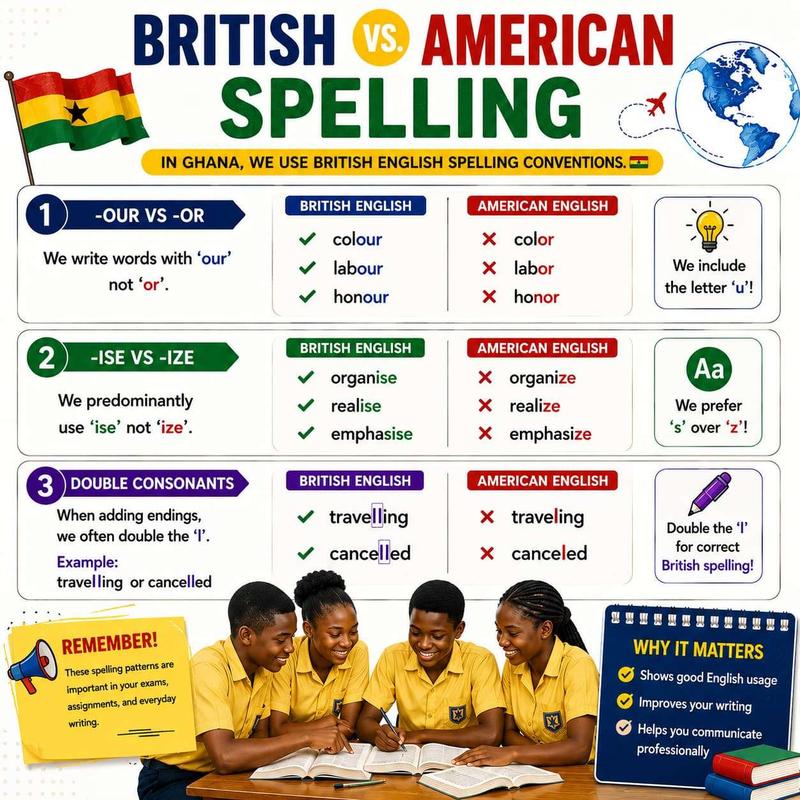 BRITISH VS. AMERICAN
SPELLING
IN GHANA, WE USE BRITISH ENGLISH SPELLING CONVENTIONS.
1 -OUR VS -OR
We write words with ‘our’
not ‘or’.
BRITISH ENGLISH
✓ colour
✓ labour
✓ honour
AMERICAN ENGLISH
✕ color
✕ labor
✕ honor
We include
the letter ‘u’!
2 -ISE VS -IZE
We predominantly
use ‘ise’ not ‘ize’.
BRITISH ENGLISH
✓ organise
✓ realise
✓ emphasise
AMERICAN ENGLISH
✕ organize
✕ realize
✕ emphasize
Aa
We prefer
‘s’ over ‘z’!
3 DOUBLE CONSONANTS
When adding endings,
we often double the ‘l’.
Example:
travelling or cancelled
BRITISH ENGLISH
✓ travelling
✓ cancelled
AMERICAN ENGLISH
✕ traveling
✕ canceled
Double the ‘l’
for correct
British spelling!
REMEMBER!
These spelling patterns are
important in your exams,
assignments, and everyday
writing.
WHY IT MATTERS
✓ Shows good English usage
✓ Improves your writing
✓ Helps you communicate
professionally